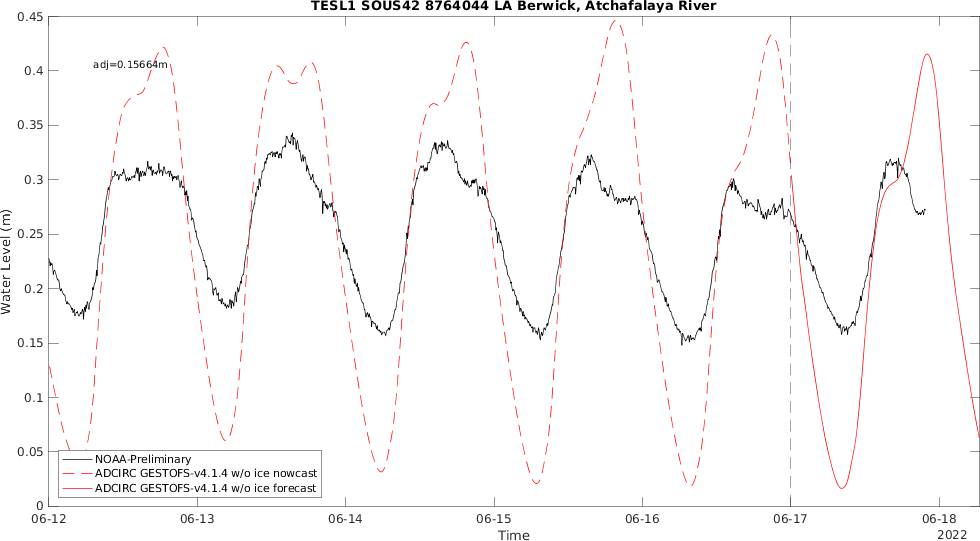 TESL1 SOUS42 8764044 LA Berwick, Atchafalaya River
0.45
0.4
0.35
0.3
0.25
0.2
0.15
0.1
0.05
0
Water Level (m)
adj=0.15664m
NOAA-Preliminary
ADCIRC GESTOFS-v4.1.4 w/o ice nowcast
ADCIRC GESTOFS-v4.1.4 w/o ice forecast
06-12 06-13 06-14 06-15 06-16 06-17 06-18
Time
2022